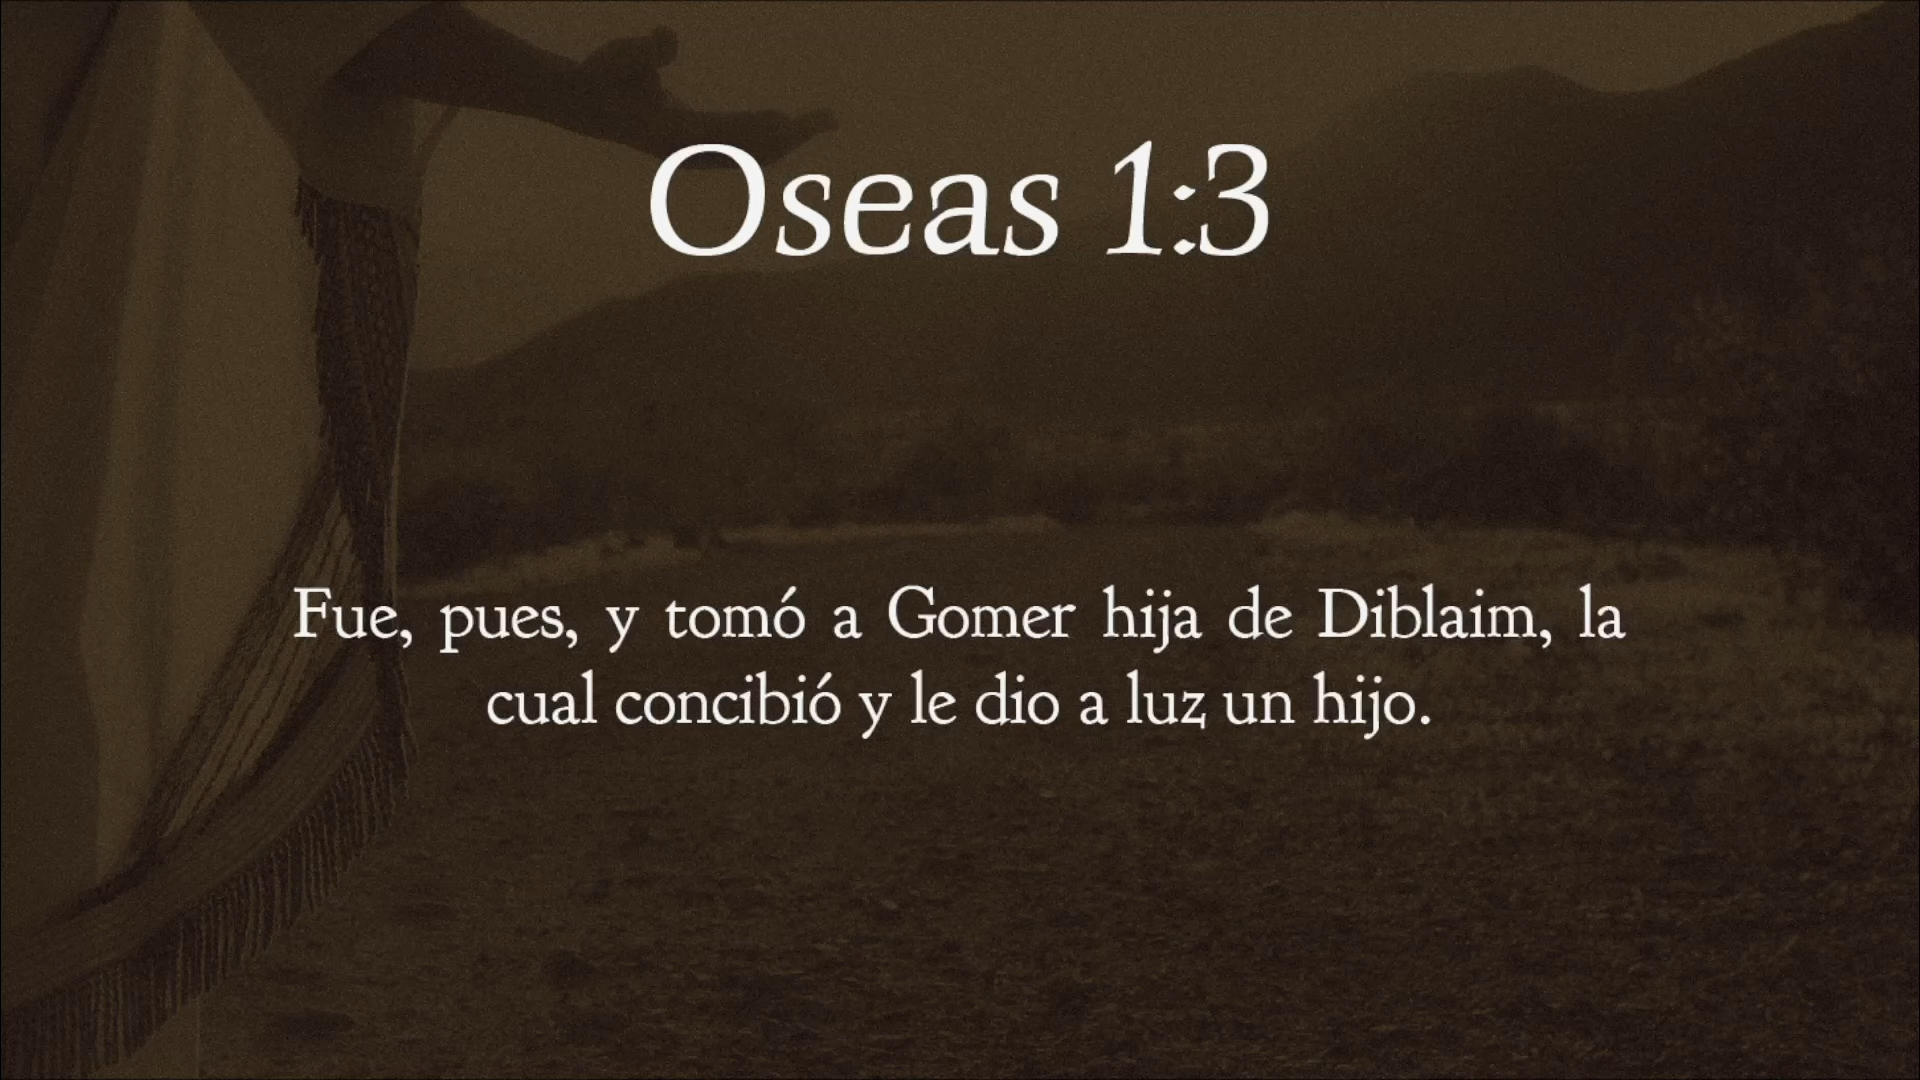 Oseas 1:3
Fue, pues, y tomó a Gomer hija de Diblaim, la
cual concibió y le dio a luz un hijo.